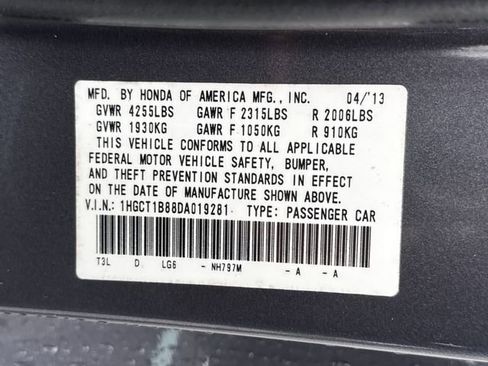 MFD. BY HONDA OF AMERICA MFG., INC. 04/'13
GVWR 4255LBS GAWR F 2315LBS R 2006LBS
GVWR 1930KG GAWR F 1050KG R 910KG
THIS VEHICLE CONFORMS TO ALL APPLICABLE
FEDERAL MOTOR VEHICLE SAFETY, BUMPER,
AND THEFT PREVENTION STANDARDS IN EFFECT
ON THE DATE OF MANUFACTURE SHOWN ABOVE.
V.I.N.: 1HGCT1B88DA019281 TYPE: PASSENGER CAR
T3L D LG6 - NH797M - A - A